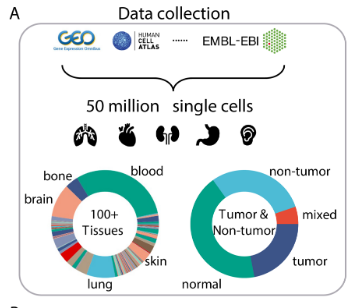 A
Data collection
GEO
Gene Expression Omnibus
HUMAN
CELL
ATLAS
......
EMBL-EBI
50 million single cells
bone
blood
brain
100+
Tissues
skin
lung
non-tumor
mixed
Tumor &
Non-tumor
tumor
normal